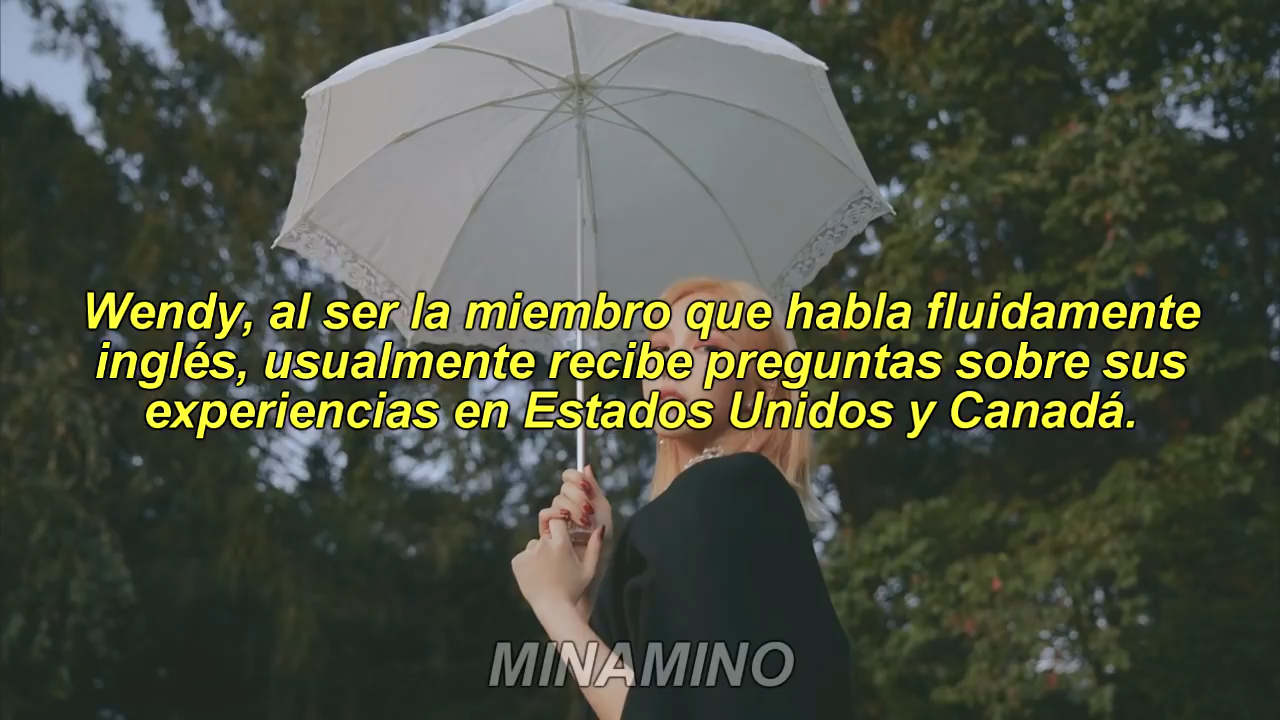 Wendy, al ser la miembro que habla fluidamente
inglés, usualmente recibe preguntas sobre sus
experiencias en Estados Unidos y Canadá.
MINAMINO